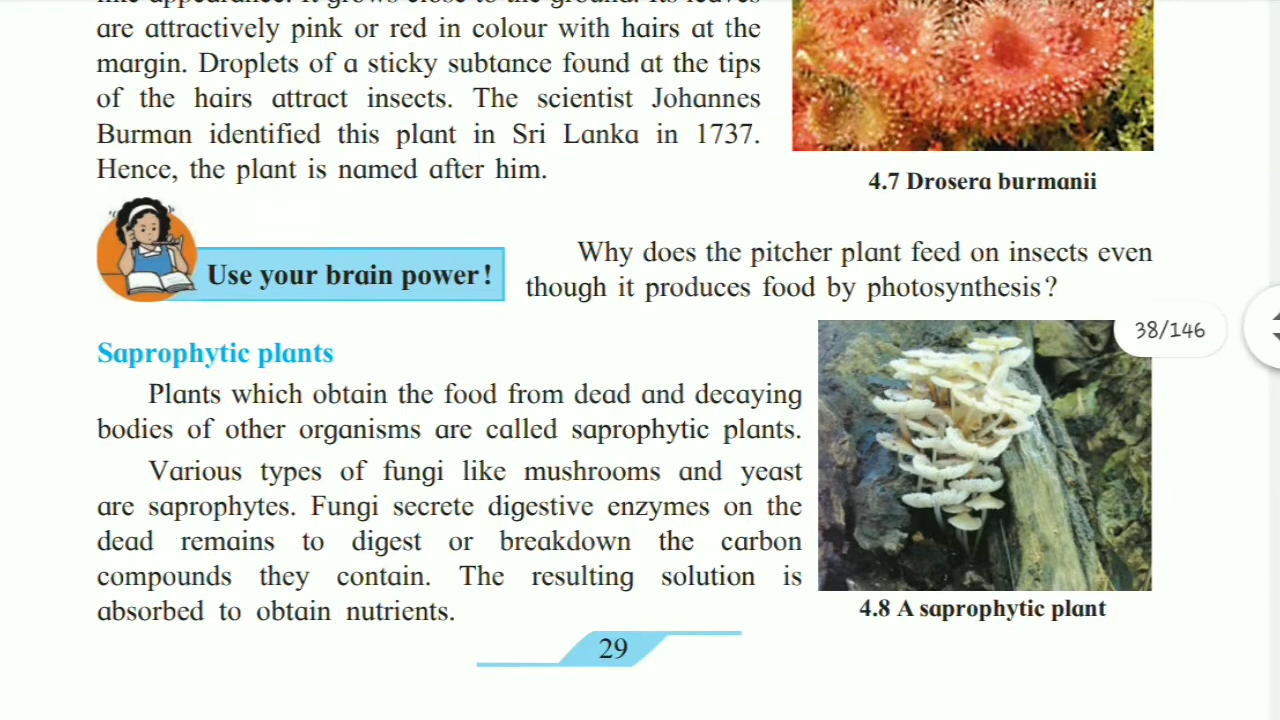 are attractively pink or red in colour with hairs at the
margin. Droplets of a sticky subtance found at the tips
of the hairs attract insects. The scientist Johannes
Burman identified this plant in Sri Lanka in 1737.
Hence, the plant is named after him.
4.7 Drosera burmanii
Use your brain power!
Why does the pitcher plant feed on insects even
though it produces food by photosynthesis?
38/146
Saprophytic plants
Plants which obtain the food from dead and decaying
bodies of other organisms are called saprophytic plants.
Various types of fungi like mushrooms and yeast
are saprophytes. Fungi secrete digestive enzymes on the
dead remains to digest or breakdown the carbon
compounds they contain. The resulting solution is
absorbed to obtain nutrients.
4.8 A saprophytic plant
29